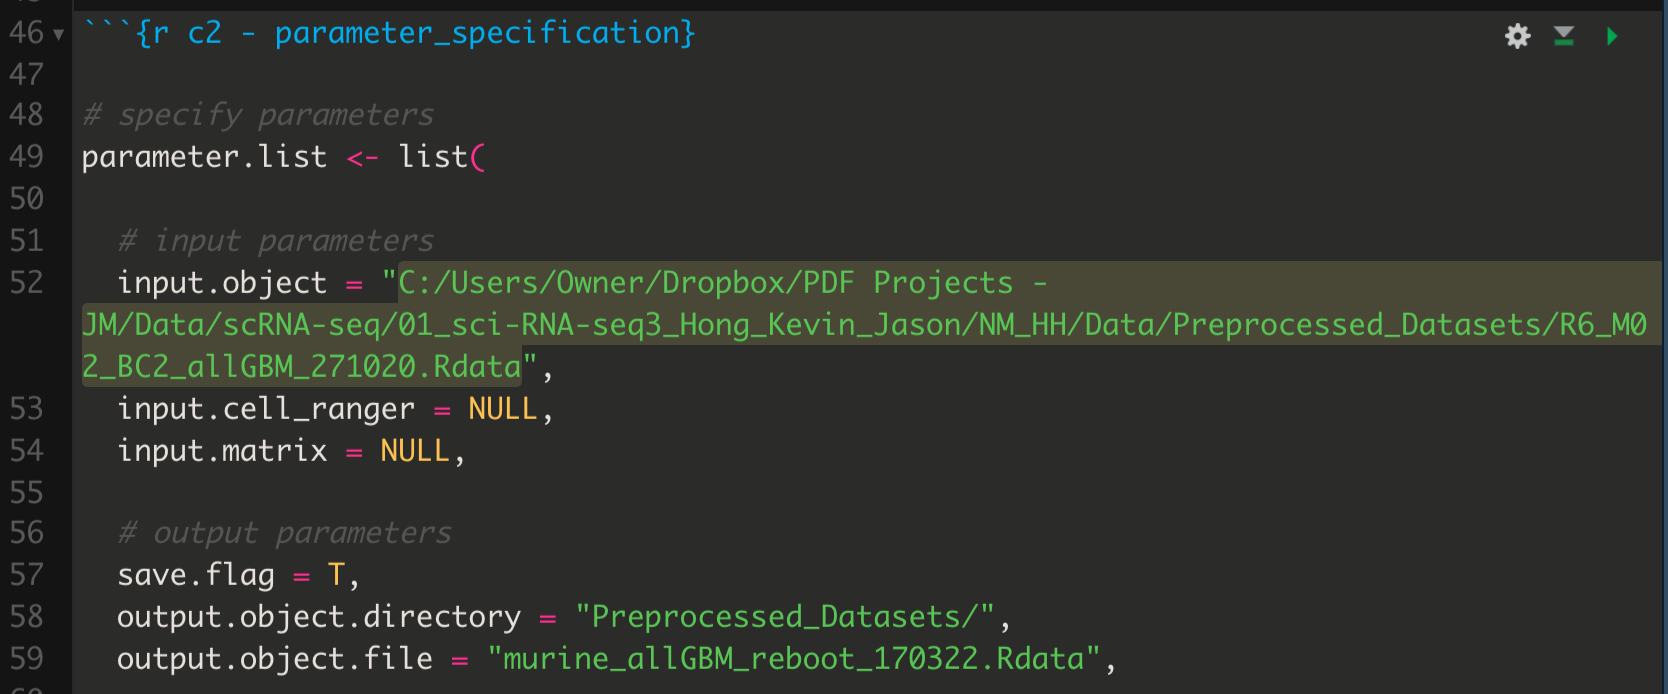 46 ```{r c2 - parameter_specification}
47
48 # specify parameters
49 parameter.list <- list(
50
51 # input parameters
52 input.object = "C:/Users/Owner/Dropbox/PDF Projects -
JM/Data/scRNA-seq/01_sci-RNA-seq3_Hong_Kevin_Jason/NM_HH/Data/Preprocessed_Datasets/R6_M0
2_BC2_allGBM_271020.Rdata",
53 input.cell_ranger = NULL,
54 input.matrix = NULL,
55
56 # output parameters
57 save.flag = T,
58 output.object.directory = "Preprocessed_Datasets/",
59 output.object.file = "murine_allGBM_reboot_170322.Rdata",